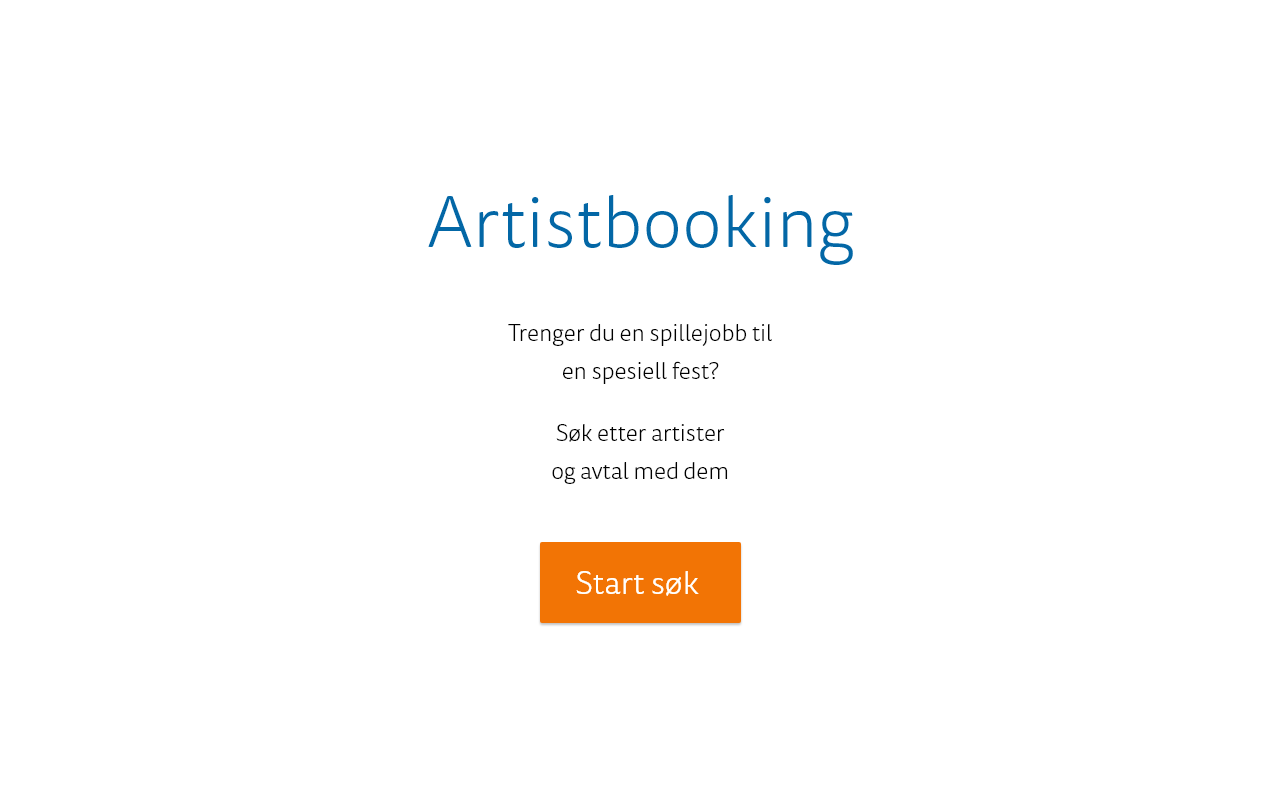 Artistbooking
Trenger du en spillejobb til
en spesiell fest?
Søk etter artister
og avtal med dem
Start søk